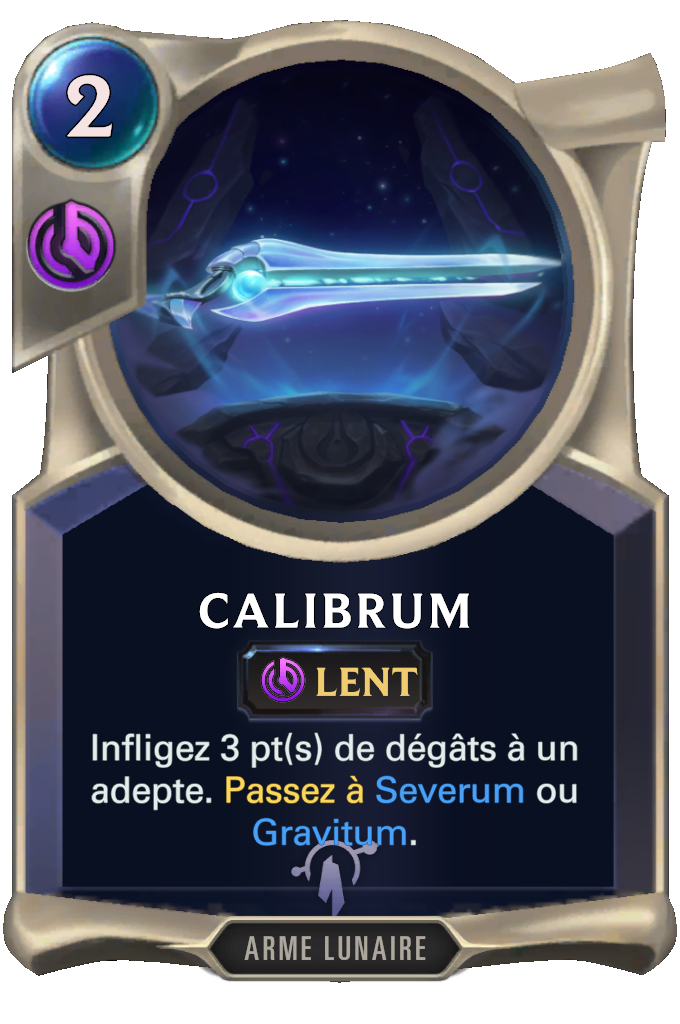 2
CALIBRUM
LENT
Infligez 3 pt(s) de dégâts à un
adepte. Passez à Severum ou
Gravitum.
ARME LUNAIRE